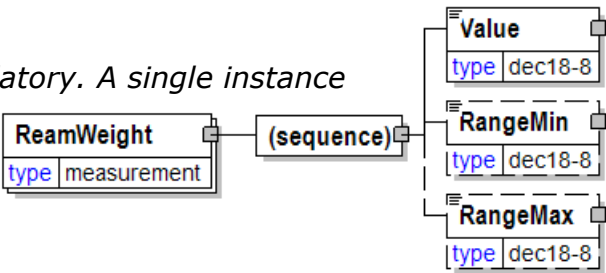 Value
type dec18-8
atory. A single instance
ReamWeight
type measurement
(sequence)
RangeMin
type dec18-8
RangeMax
type dec18-8